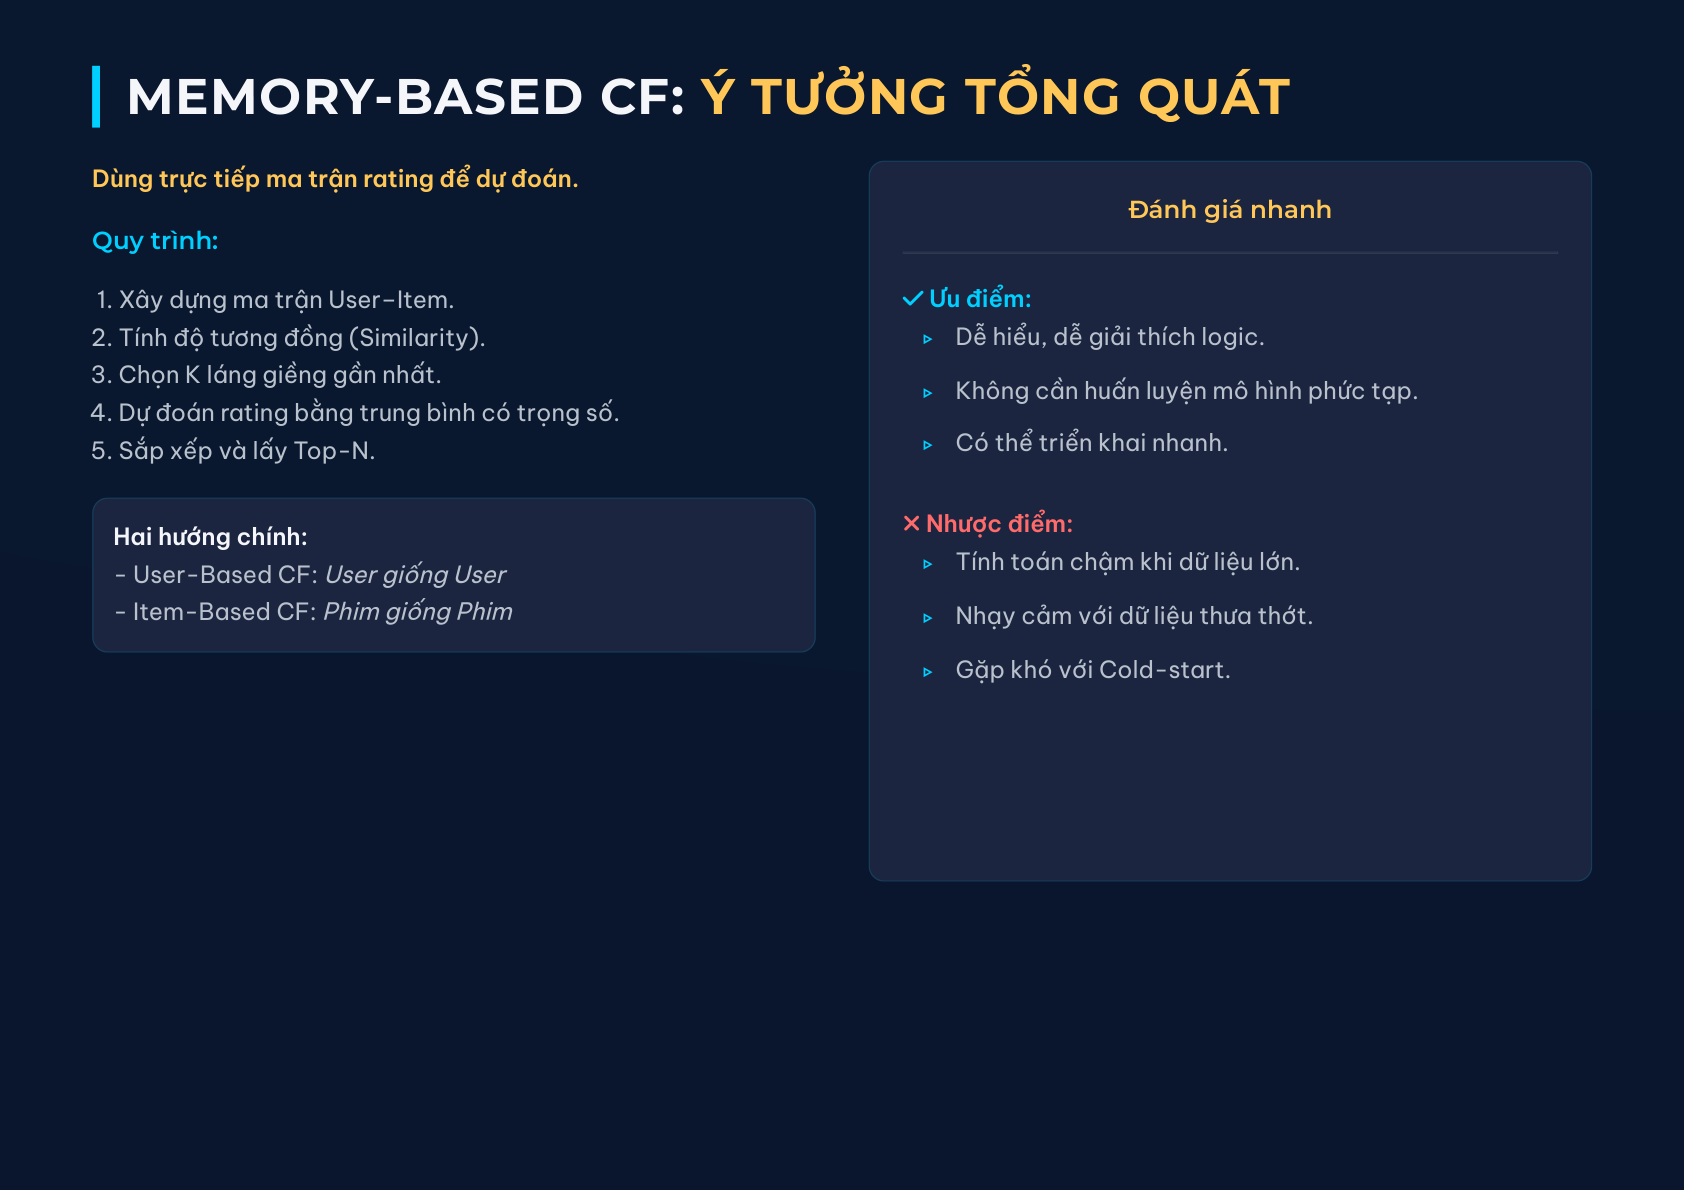 MEMORY-BASED CF: Ý TƯỞNG TỔNG QUÁT
Dùng trực tiếp ma trận rating để dự đoán.
Quy trình:
1. Xây dựng ma trận User-Item.
2. Tính độ tương đồng (Similarity).
3. Chọn K láng giềng gần nhất.
4. Dự đoán rating bằng trung bình có trọng số.
5. Sắp xếp và lấy Top-N.
Hai hướng chính:
- User-Based CF: User giống User
- Item-Based CF: Phim giống Phim
Đánh giá nhanh
✓ Ưu điểm:
▹ Dễ hiểu, dễ giải thích logic.
▹ Không cần huấn luyện mô hình phức tạp.
▹ Có thể triển khai nhanh.
✕ Nhược điểm:
▹ Tính toán chậm khi dữ liệu lớn.
▹ Nhạy cảm với dữ liệu thưa thớt.
▹ Gặp khó với Cold-start.